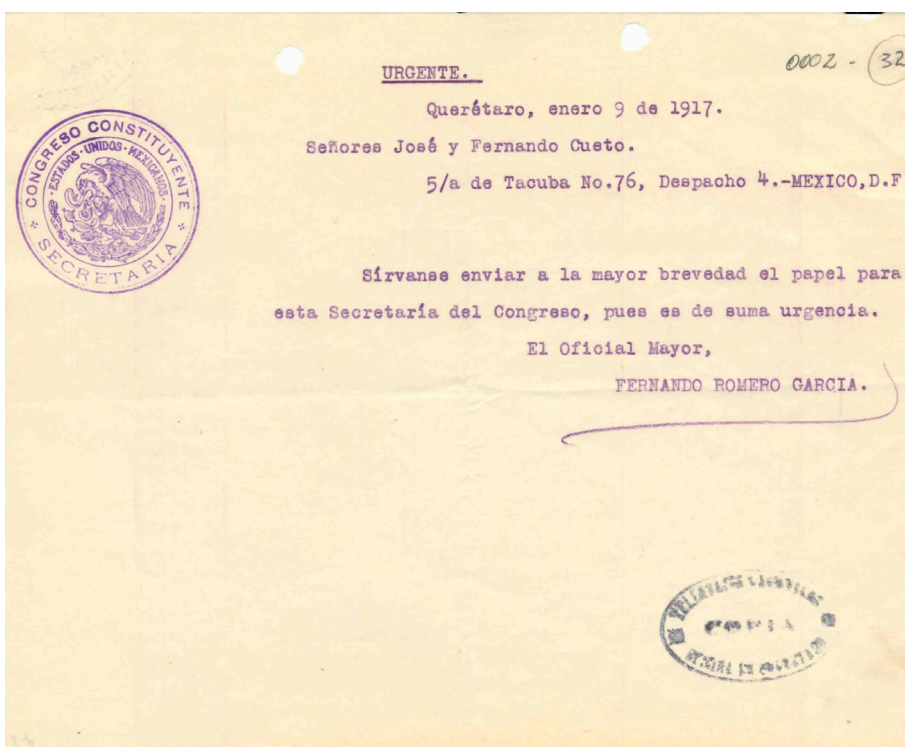 0002 - 32
URGENTE.
Querétaro, enero 9 de 1917.
Señores José y Fernando Cueto.
5/a de Tacuba No.76, Despacho 4.-MEXICO,D.F
CONGRESO CONSTITUYENTE
·ESTADOS·UNIDOS·MEXICANOS·
SECRETARIA
Sírvanse enviar a la mayor brevedad el papel para
esta Secretaría del Congreso, pues es de suma urgencia.
El Oficial Mayor,
FERNANDO ROMERO GARCIA.
COPIA